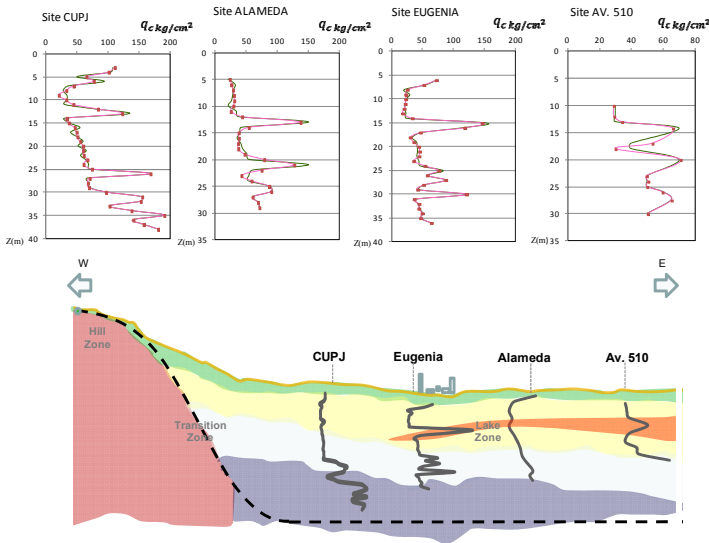 Site CUPJ
q_c kg/cm²
0 50 100 150 200
0
5
10
15
20
25
30
35
40
Z(m)
Site ALAMEDA
q_c kg/cm²
0 50 100 150 200
0
5
10
15
20
25
30
35
Z(m)
Site EUGENIA
q_c kg/cm²
0 50 100 150 200
0
5
10
15
20
25
30
35
40
Z(m)
Site AV. 510
q_c kg/cm²
0 20 40 60 80
0
5
10
15
20
25
30
35
Z(m)
W
E
Hill
Zone
Transition
Zone
CUPJ
Eugenia
Alameda
Av. 510
Lake
Zone